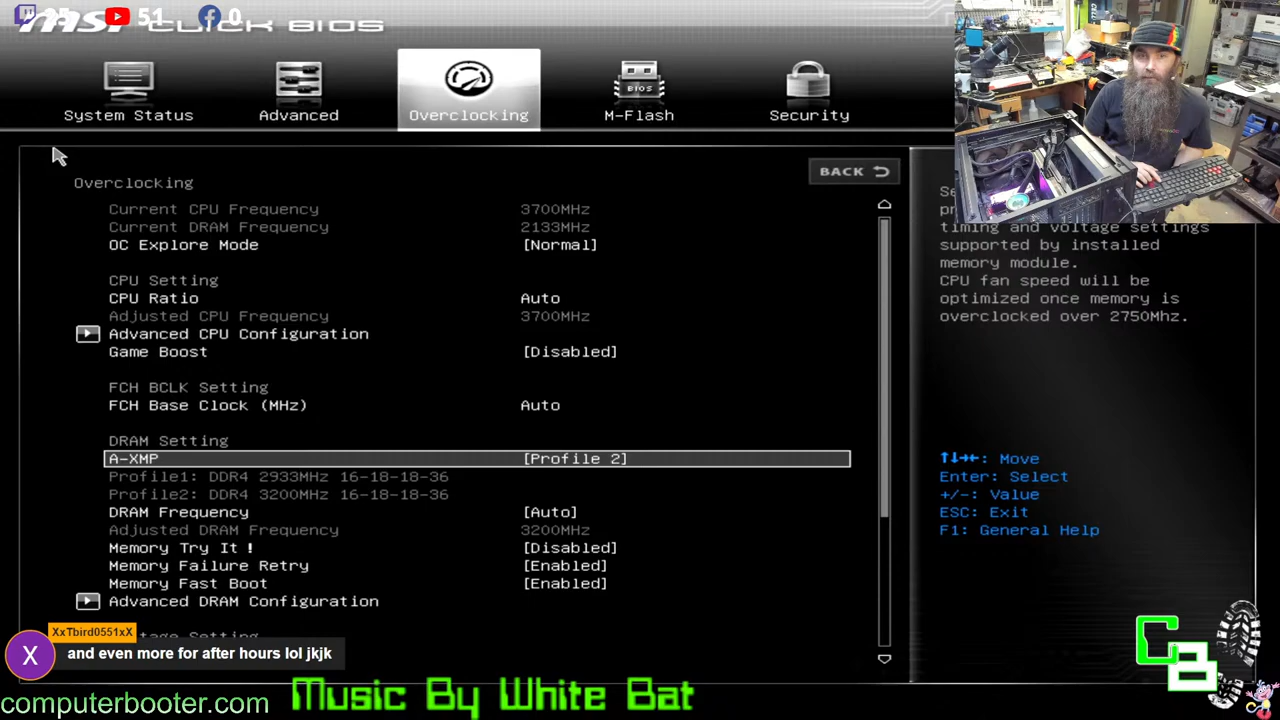 51
0
MSI CLICK BIOS
System Status
Advanced
Overclocking
BIOS
M-Flash
Security
Overclocking
BACK
Current CPU Frequency 3700MHz
Current DRAM Frequency 2133MHz
OC Explore Mode [Normal]
CPU Setting
CPU Ratio Auto
Adjusted CPU Frequency 3700MHz
Advanced CPU Configuration
Game Boost [Disabled]
FCH BCLK Setting
FCH Base Clock (MHz) Auto
DRAM Setting
A-XMP [Profile 2]
Profile1: DDR4 2933MHz 16-18-18-36
Profile2: DDR4 3200MHz 16-18-18-36
DRAM Frequency [Auto]
Adjusted DRAM Frequency 3200MHz
Memory Try It ! [Disabled]
Memory Failure Retry [Enabled]
Memory Fast Boot [Enabled]
Advanced DRAM Configuration
Setting
timing and voltage settings
supported by installed
memory module.
CPU fan speed will be
optimized once memory is
overclocked over 2750Mhz.
↑↓→←: Move
Enter: Select
+/-: Value
ESC: Exit
F1: General Help
XxTbird0551xX
X
and even more for after hours lol jkjk
CB
computerbooter.com
Music By White Bat